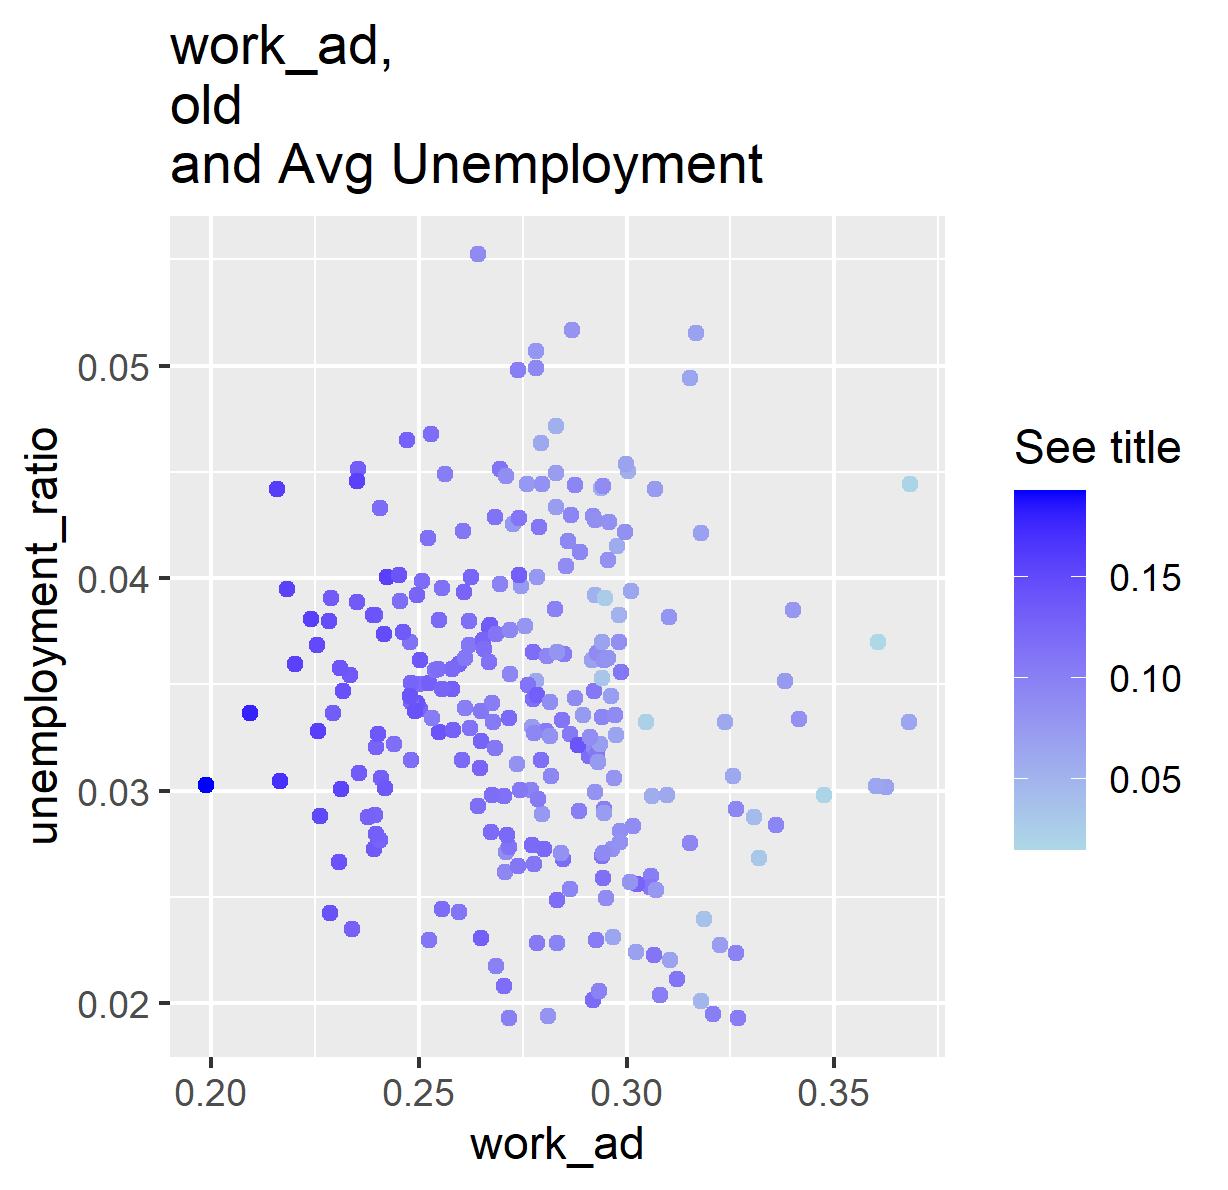 work_ad,
old
and Avg Unemployment
unemployment_ratio
0.05
0.04
0.03
0.02
0.20 0.25 0.30 0.35
work_ad
See title
0.15
0.10
0.05